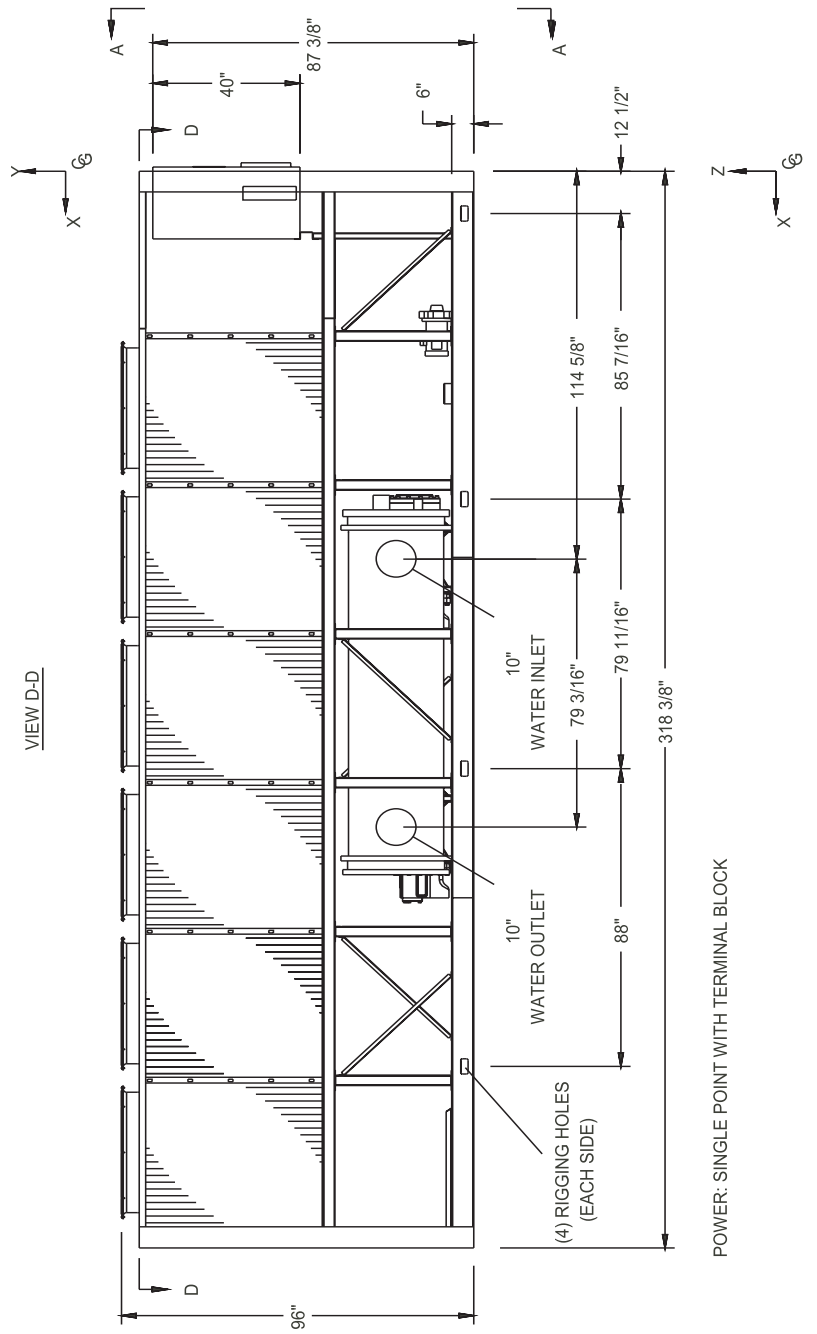 VIEW D-D
Y
X
CG
A
D
40"
87 3/8"
A
6"
12 1/2"
Z
X
CG
114 5/8"
85 7/16"
10"
WATER INLET
79 3/16"
79 11/16"
318 3/8"
10"
WATER OUTLET
88"
(4) RIGGING HOLES
(EACH SIDE)
D
96"
POWER: SINGLE POINT WITH TERMINAL BLOCK